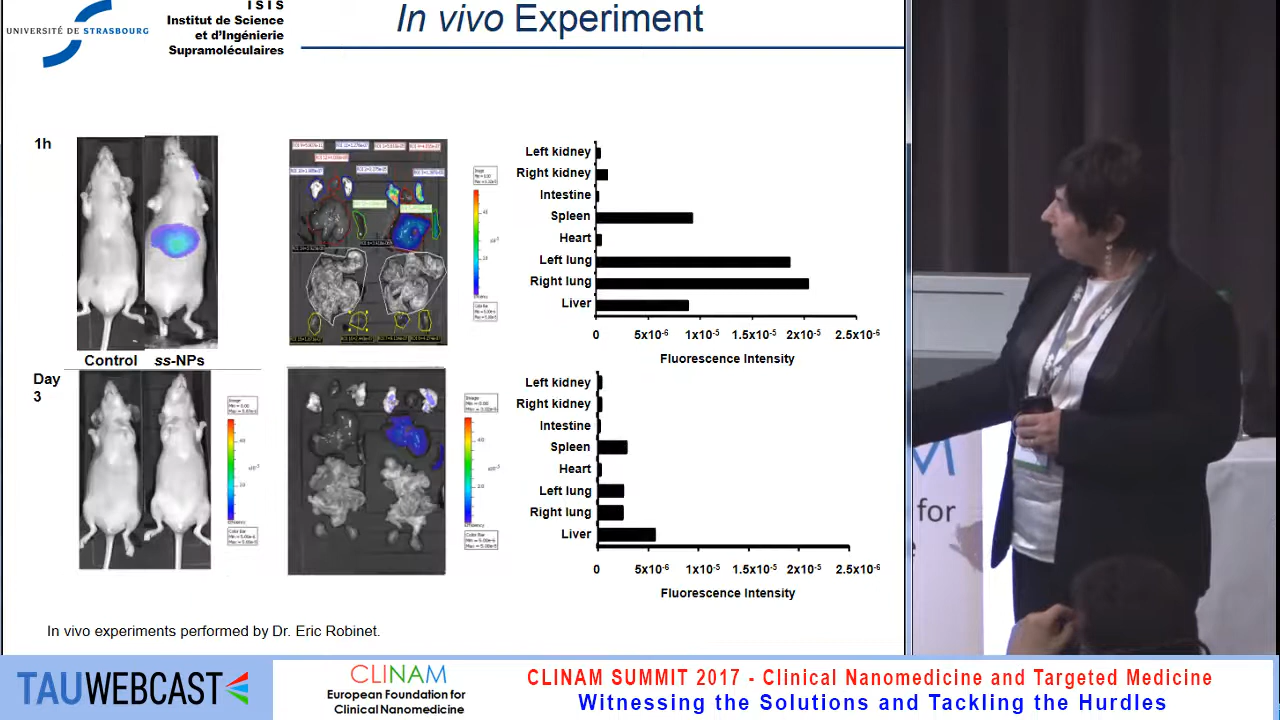 UNIVERSITÉ DE STRASBOURG
I S I S
Institut de Science
et d'Ingénierie
Supramoléculaires
In vivo Experiment
1h
Control
ss-NPs
Left kidney
Right kidney
Intestine
Spleen
Heart
Left lung
Right lung
Liver
0
5x10-6
1x10-5
1.5x10-5
2x10-5
2.5x10-6
Fluorescence Intensity
Day
3
Left kidney
Right kidney
Intestine
Spleen
Heart
Left lung
Right lung
Liver
0
5x10-6
1x10-5
1.5x10-5
2x10-5
2.5x10-6
Fluorescence Intensity
In vivo experiments performed by Dr. Eric Robinet.
M
for
TAUWEBCAST
CLINAM
European Foundation for
Clinical Nanomedicine
CLINAM SUMMIT 2017 - Clinical Nanomedicine and Targeted Medicine
Witnessing the Solutions and Tackling the Hurdles